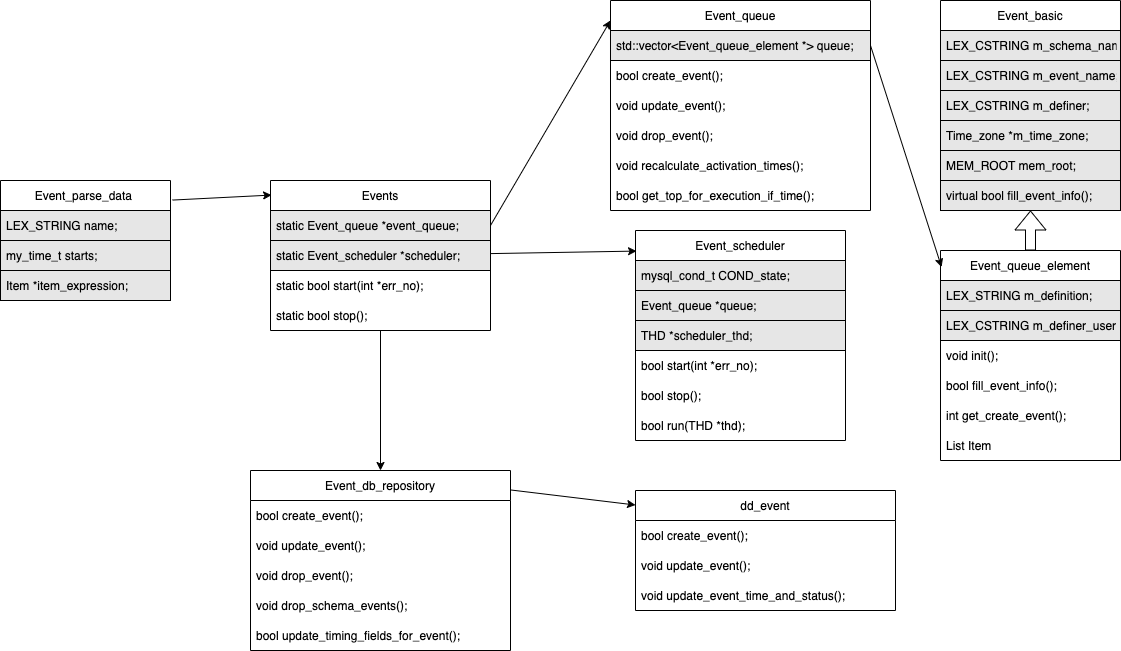 Event_parse_data
LEX_STRING name;
my_time_t starts;
Item *item_expression;
Events
static Event_queue *event_queue;
static Event_scheduler *scheduler;
static bool start(int *err_no);
static bool stop();
Event_queue
std::vector<Event_queue_element *> queue;
bool create_event();
void update_event();
void drop_event();
void recalculate_activation_times();
bool get_top_for_execution_if_time();
Event_scheduler
mysql_cond_t COND_state;
Event_queue *queue;
THD *scheduler_thd;
bool start(int *err_no);
bool stop();
bool run(THD *thd);
Event_basic
LEX_CSTRING m_schema_nan
LEX_CSTRING m_event_name
LEX_CSTRING m_definer;
Time_zone *m_time_zone;
MEM_ROOT mem_root;
virtual bool fill_event_info();
Event_queue_element
LEX_STRING m_definition;
LEX_CSTRING m_definer_user
void init();
bool fill_event_info();
int get_create_event();
List Item
Event_db_repository
bool create_event();
void update_event();
void drop_event();
void drop_schema_events();
bool update_timing_fields_for_event();
dd_event
bool create_event();
void update_event();
void update_event_time_and_status();